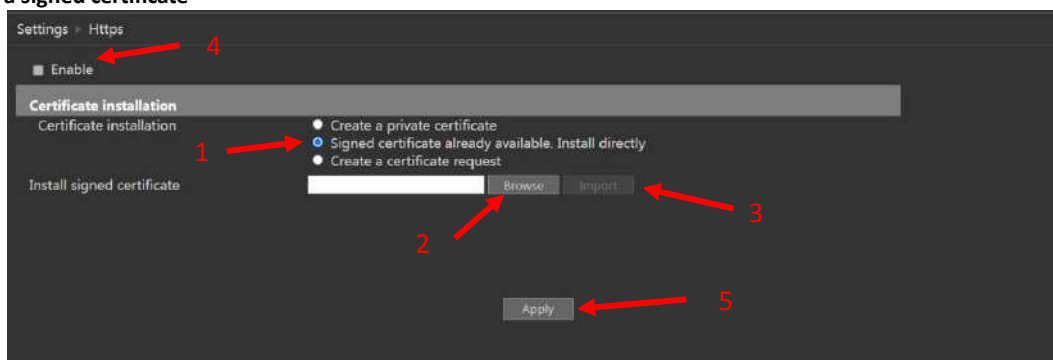 a signed certificate
Settings Https
4
Enable
Certificate installation
Certificate installation
Create a private certificate
1
Signed certificate already available. Install directly
Create a certificate request
Install signed certificate
Browse
Import
3
2
Apply
5